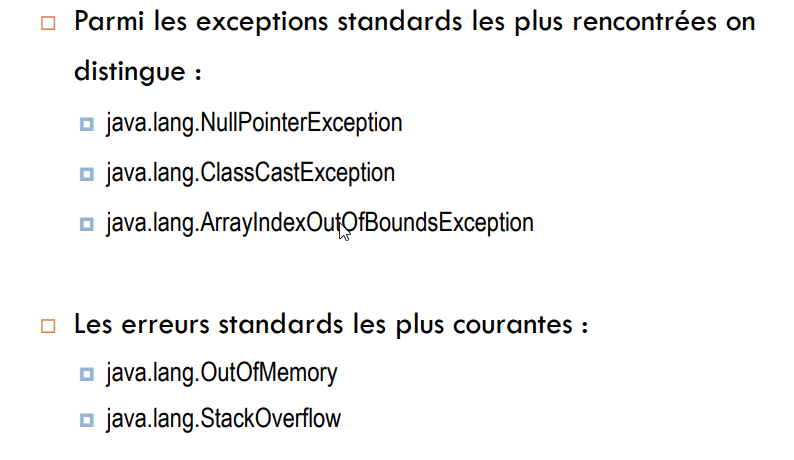 Parmi les exceptions standards les plus rencontrées on
distingue :
java.lang.NullPointerException
java.lang.ClassCastException
java.lang.ArrayIndexOutOfBoundsException
Les erreurs standards les plus courantes :
java.lang.OutOfMemory
java.lang.StackOverflow